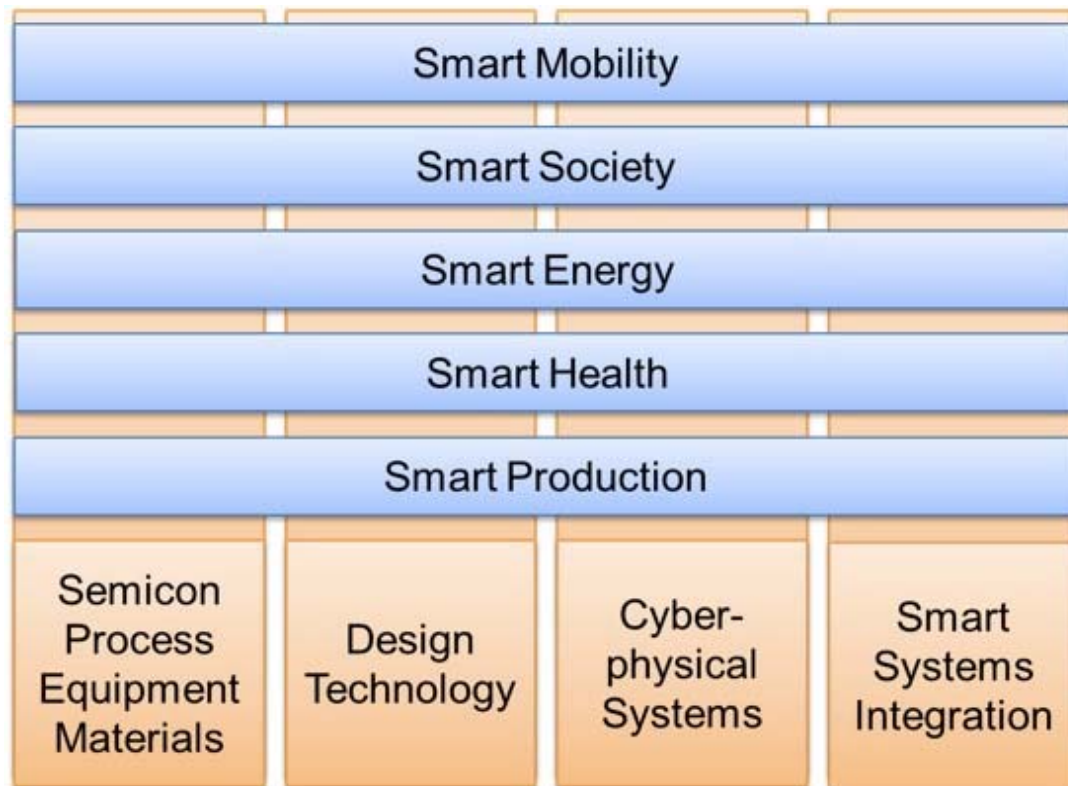 Smart Mobility
Smart Society
Smart Energy
Smart Health
Smart Production
Semicon
Process
Equipment
Materials
Design
Technology
Cyber-
physical
Systems
Smart
Systems
Integration